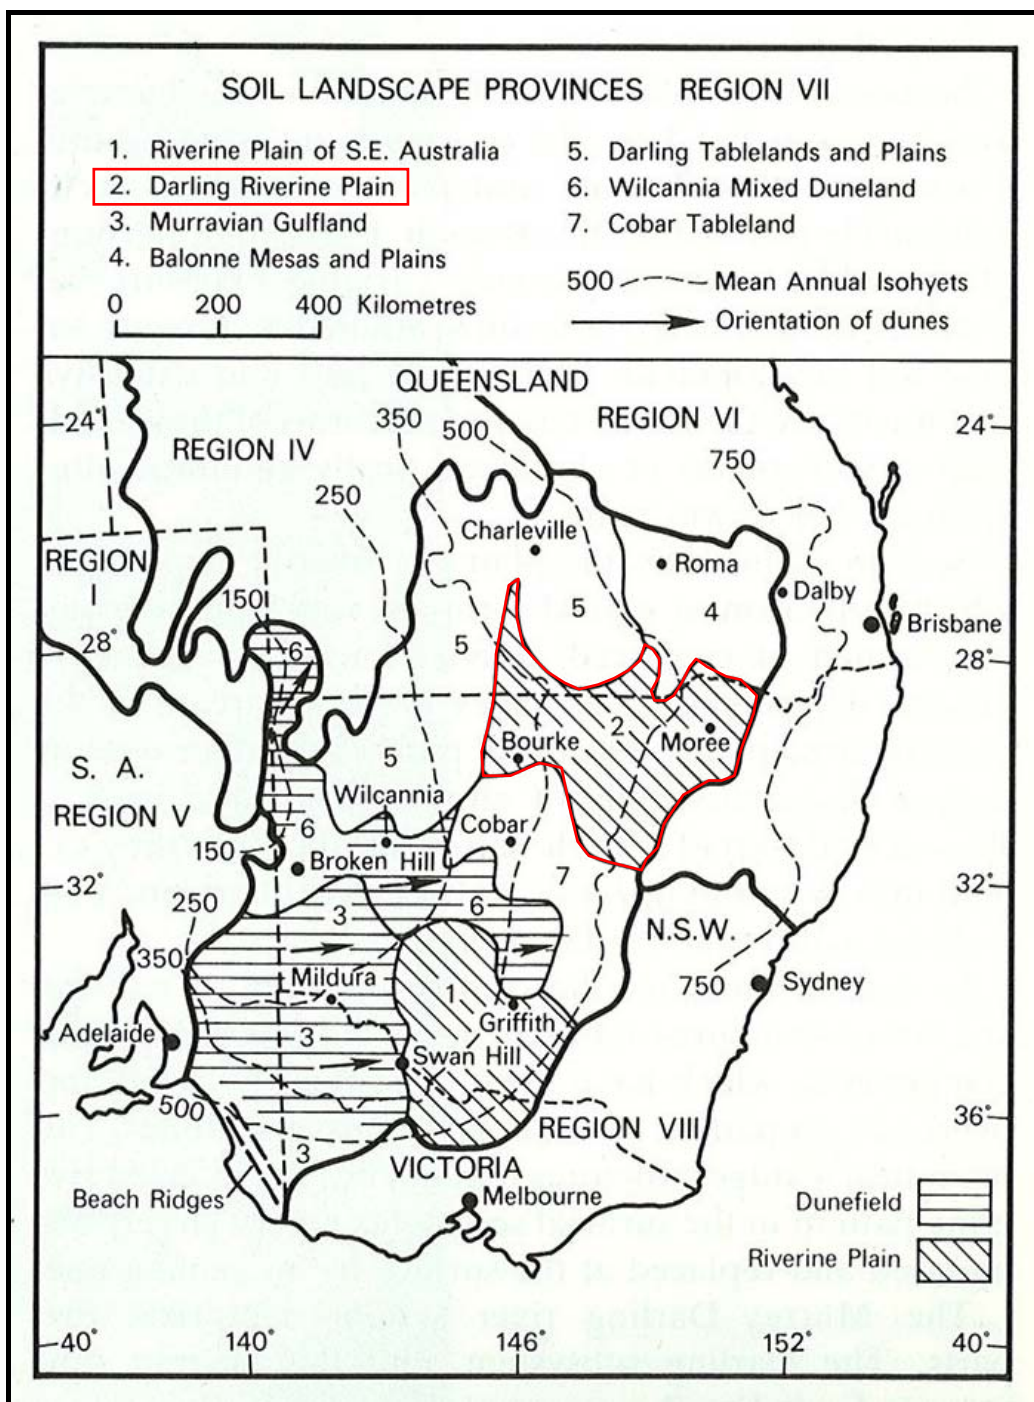 SOIL LANDSCAPE PROVINCES REGION VII
1. Riverine Plain of S.E. Australia
2. Darling Riverine Plain
3. Murravian Gulfland
4. Balonne Mesas and Plains
5. Darling Tablelands and Plains
6. Wilcannia Mixed Duneland
7. Cobar Tableland
0 200 400 Kilometres
500 Mean Annual Isohyets
Orientation of dunes
QUEENSLAND
350
REGION VI
24°
24°
500
REGION IV
750
250
Charleville
REGION
I
Roma
150
5
4
Dalby
Brisbane
28°
6
5
28°
2
Bourke
Moree
5
S. A.
Wilcannia
REGION V
6
Cobar
150
Broken Hill
7
32°
32°
250
3
6
N.S.W.
350
Mildura
1
750
Sydney
Griffith
Adelaide
3
Swan Hill
500
36°
REGION VIII
3
VICTORIA
Beach Ridges
Melbourne
Dunefield
Riverine Plain
40°
140°
146°
152°
40°